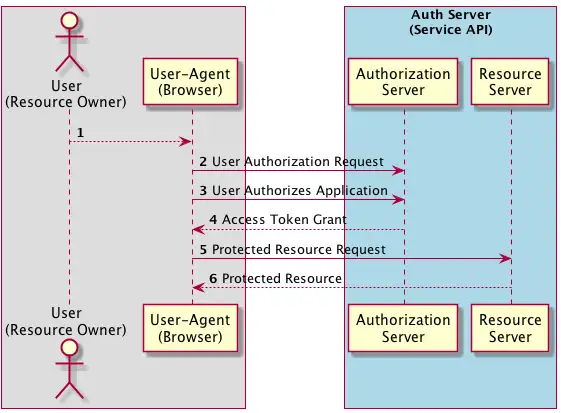 Auth Server
(Service API)
User
(Resource Owner)
User-Agent
(Browser)
Authorization
Server
Resource
Server
1
2 User Authorization Request
3 User Authorizes Application
4 Access Token Grant
5 Protected Resource Request
6 Protected Resource
User
(Resource Owner)
User-Agent
(Browser)
Authorization
Server
Resource
Server